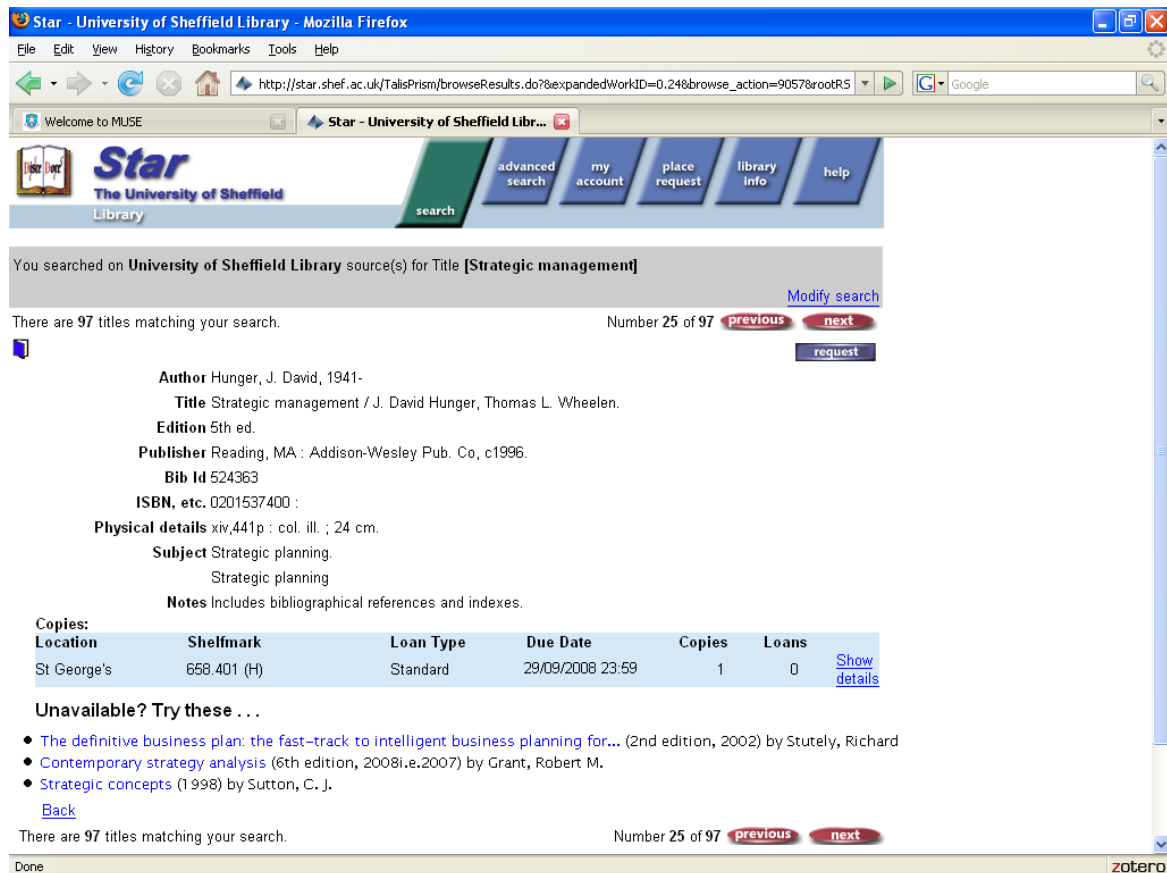 Star - University of Sheffield Library - Mozilla Firefox
File Edit View History Bookmarks Tools Help
http://star.shef.ac.uk/TalisPrism/browseResults.do?&expandedWorkID=0.24&browse_action=9057&rootRS G Google
Welcome to MUSE Star - University of Sheffield Libr...
Disce Doce Star
The University of Sheffield
Library
search advanced search my account place request library info help
You searched on University of Sheffield Library source(s) for Title [Strategic management]
Modify search
There are 97 titles matching your search. Number 25 of 97 previous next
request
Author Hunger, J. David, 1941-
Title Strategic management / J. David Hunger, Thomas L. Wheelen.
Edition 5th ed.
Publisher Reading, MA : Addison-Wesley Pub. Co, c1996.
Bib Id 524363
ISBN, etc. 0201537400 :
Physical details xiv,441p : col. ill. ; 24 cm.
Subject Strategic planning.
Strategic planning
Notes Includes bibliographical references and indexes.
Copies:
Location Shelfmark Loan Type Due Date Copies Loans
St George's 658.401 (H) Standard 29/09/2008 23:59 1 0 Show details
Unavailable? Try these . . .
The definitive business plan: the fast-track to intelligent business planning for... (2nd edition, 2002) by Stutely, Richard
Contemporary strategy analysis (6th edition, 2008i.e.2007) by Grant, Robert M.
Strategic concepts (1998) by Sutton, C. J.
Back
There are 97 titles matching your search. Number 25 of 97 previous next
Done zotero